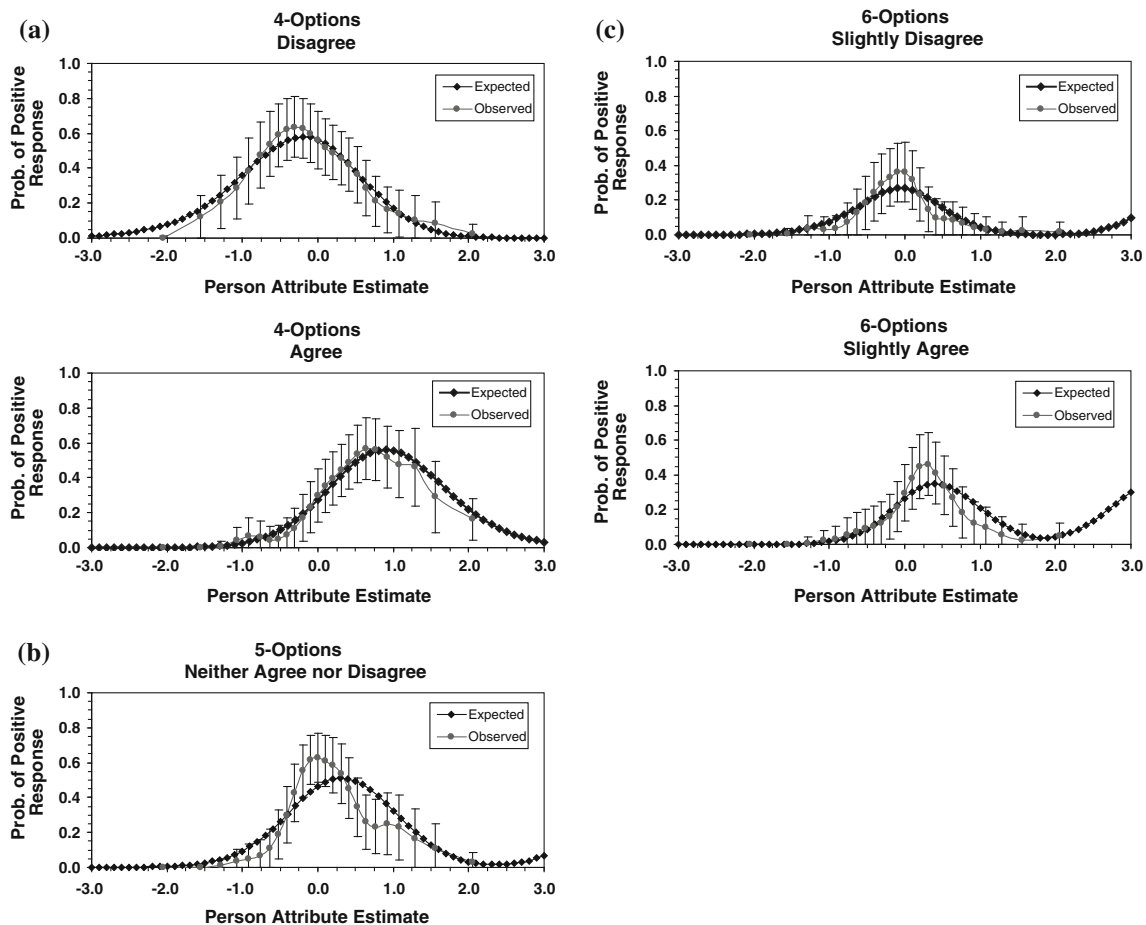 (a)
4-Options
Disagree
Prob. of Positive
Response
1.0
0.8
0.6
0.4
0.2
0.0
Expected
Observed
-3.0 -2.0 -1.0 0.0 1.0 2.0 3.0
Person Attribute Estimate
4-Options
Agree
Prob. of Positive
Response
1.0
0.8
0.6
0.4
0.2
0.0
Expected
Observed
-3.0 -2.0 -1.0 0.0 1.0 2.0 3.0
Person Attribute Estimate
(b)
5-Options
Neither Agree nor Disagree
Prob. of Positive
Response
1.0
0.8
0.6
0.4
0.2
0.0
Expected
Observed
-3.0 -2.0 -1.0 0.0 1.0 2.0 3.0
Person Attribute Estimate
(c)
6-Options
Slightly Disagree
Prob. of Positive
Response
1.0
0.8
0.6
0.4
0.2
0.0
Expected
Observed
-3.0 -2.0 -1.0 0.0 1.0 2.0 3.0
Person Attribute Estimate
6-Options
Slightly Agree
Prob. of Positive
Response
1.0
0.8
0.6
0.4
0.2
0.0
Expected
Observed
-3.0 -2.0 -1.0 0.0 1.0 2.0 3.0
Person Attribute Estimate